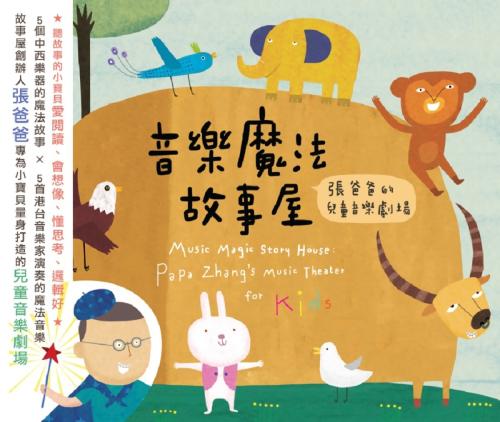 ★ 聽故事的小寶貝愛閱讀、會想像、懂思考、邏輯好 ★
5個中西樂器的魔法故事 × 5首港台音樂家演奏的魔法音樂
故事屋創辦人張爸爸專為小寶貝量身打造的兒童音樂劇場
音樂魔法
故事屋
張爸爸的
兒童音樂劇場
Music Magic Story House:
Papa Zhang's Music Theater
for Kids